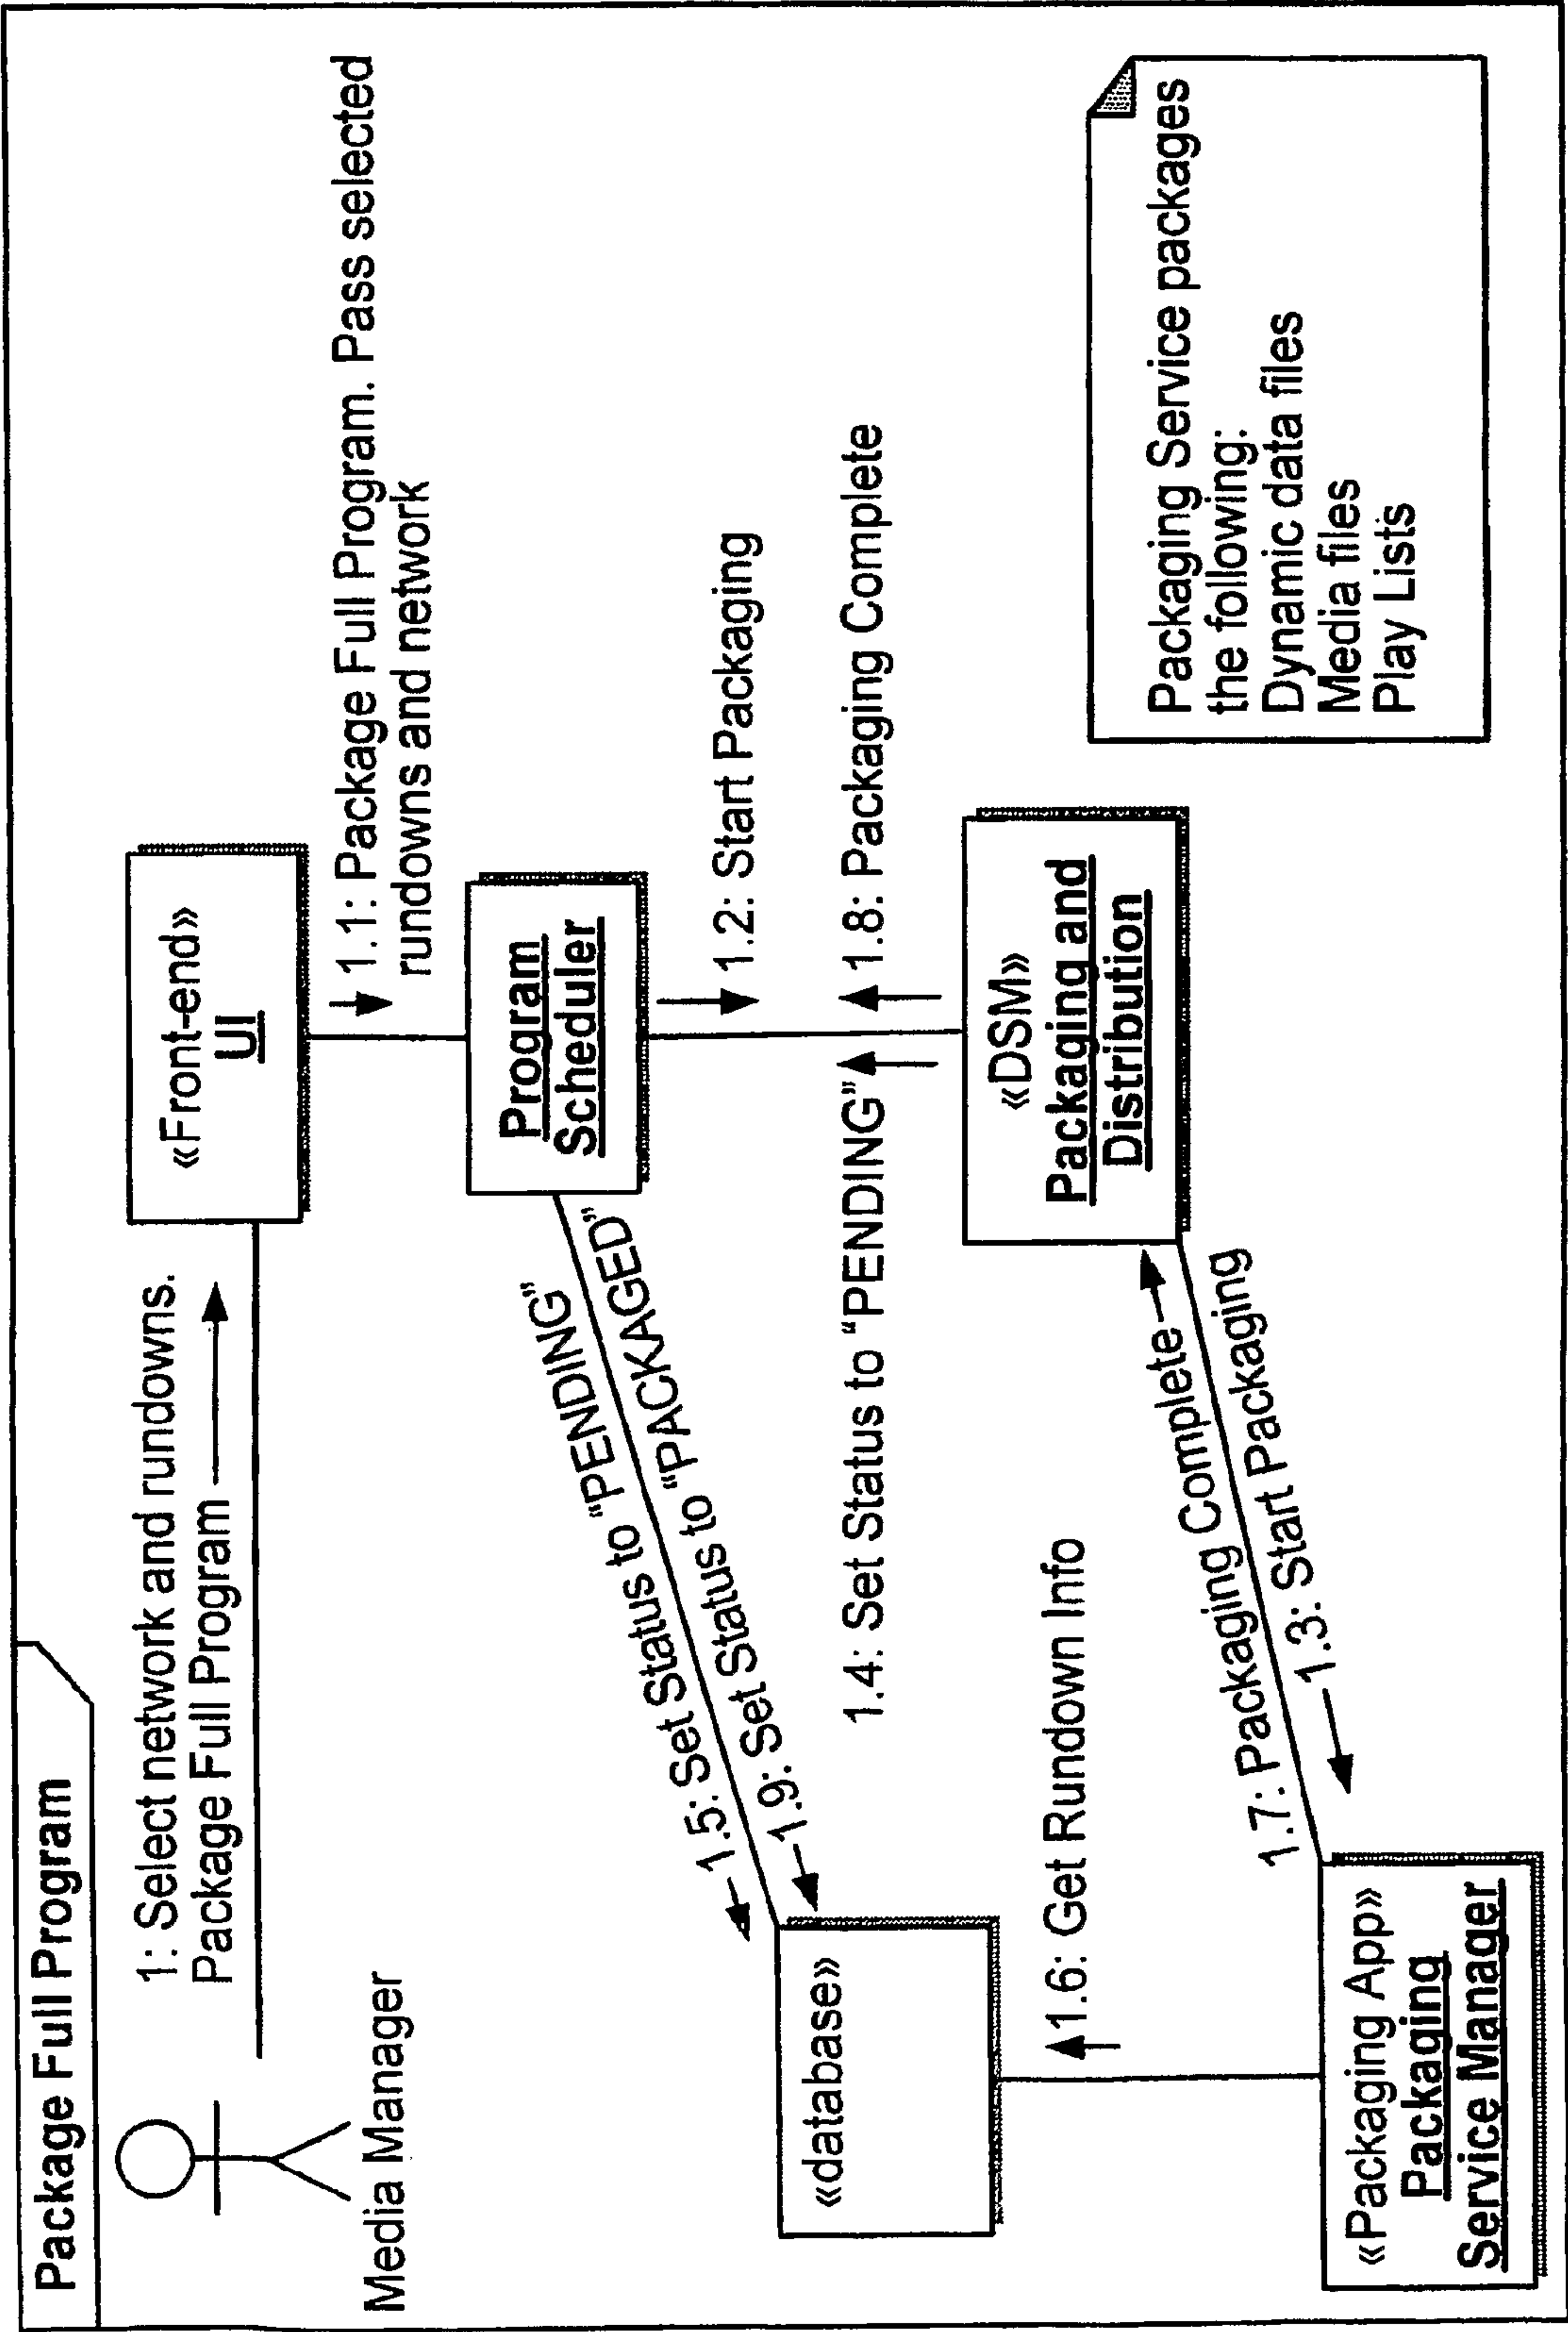 Package Full Program
1: Select network and rundowns.
Package Full Program
Media Manager
«Front-end»
UI
1.1: Package Full Program. Pass selected
rundowns and network
Program
Scheduler
1.2: Start Packaging
1.5: Set Status to "PENDING"
1.9: Set Status to "PACKAGED"
1.4: Set Status to "PENDING"
1.8: Packaging Complete
«database»
«DSM»
Packaging and
Distribution
1.6: Get Rundown Info
1.7: Packaging Complete
1.3: Start Packaging
«Packaging App»
Packaging
Service Manager
Packaging Service packages
the following:
Dynamic data files
Media files
Play Lists